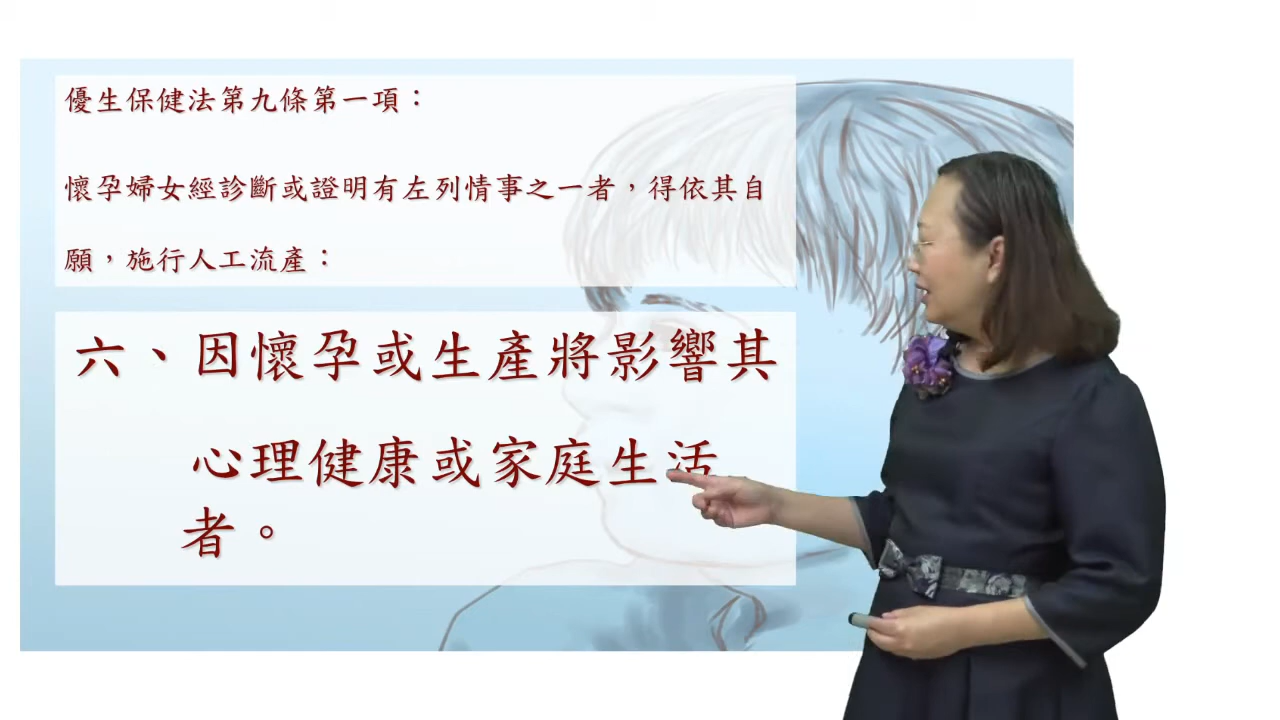 優生保健法第九條第一項：
懷孕婦女經診斷或證明有左列情事之一者，得依其自
願，施行人工流產：
六、因懷孕或生產將影響其
心理健康或家庭生活
者。